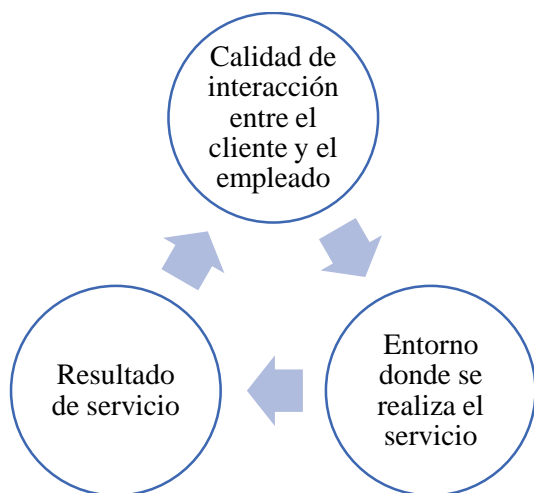 Calidad de
interacción
entre el
cliente y el
empleado
Entorno
donde se
realiza el
servicio
Resultado
de servicio